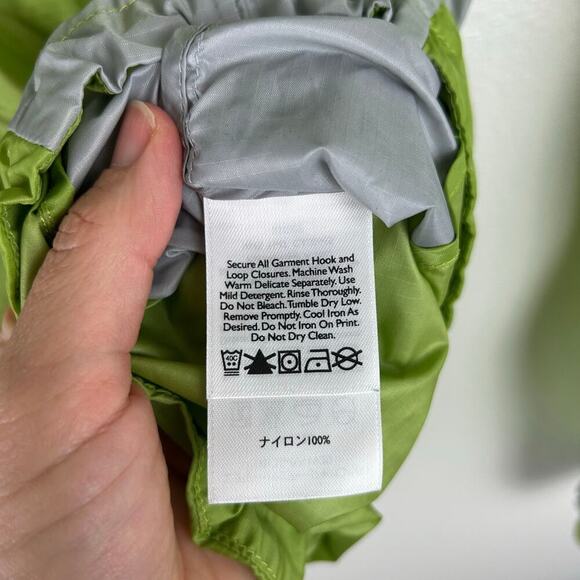 Secure All Garment Hook and
Loop Closures. Machine Wash
Warm Delicate Separately. Use
Mild Detergent. Rinse Thoroughly.
Do Not Bleach. Tumble Dry Low.
Remove Promptly. Cool Iron As
Desired. Do Not Iron On Print.
Do Not Dry Clean.
40C
ナイロン100%